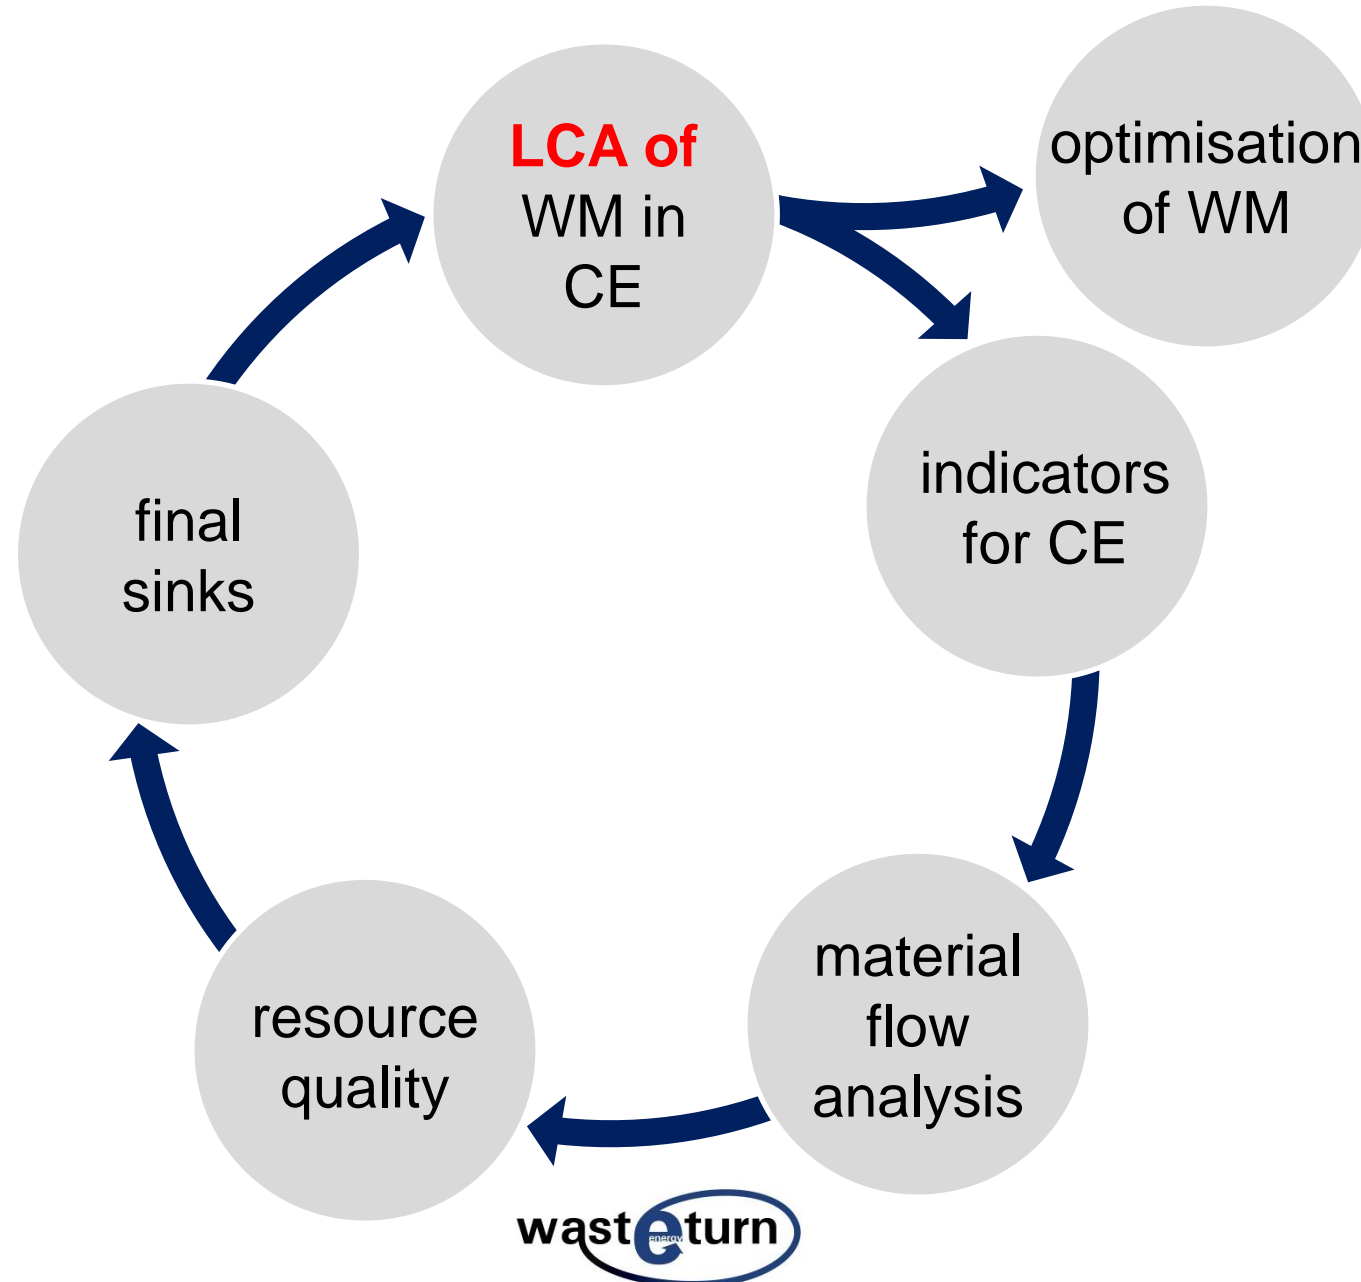 LCA of
WM in
CE
optimisation
of WM
indicators
for CE
material
flow
analysis
resource
quality
final
sinks
wasteturn
energy